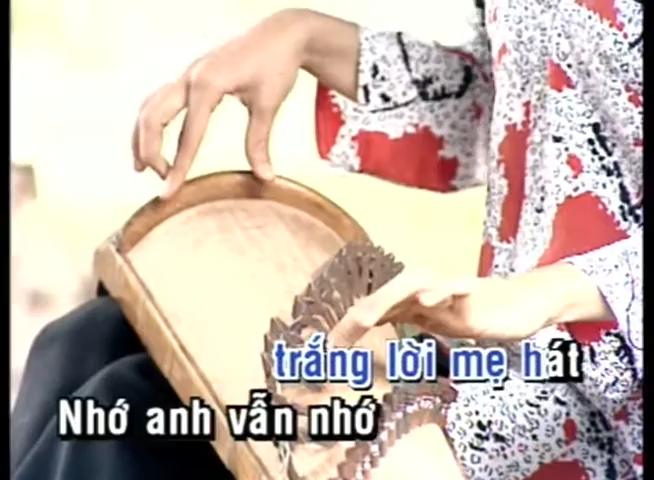 trắng lời mẹ hát
Nhớ anh vẫn nhớ